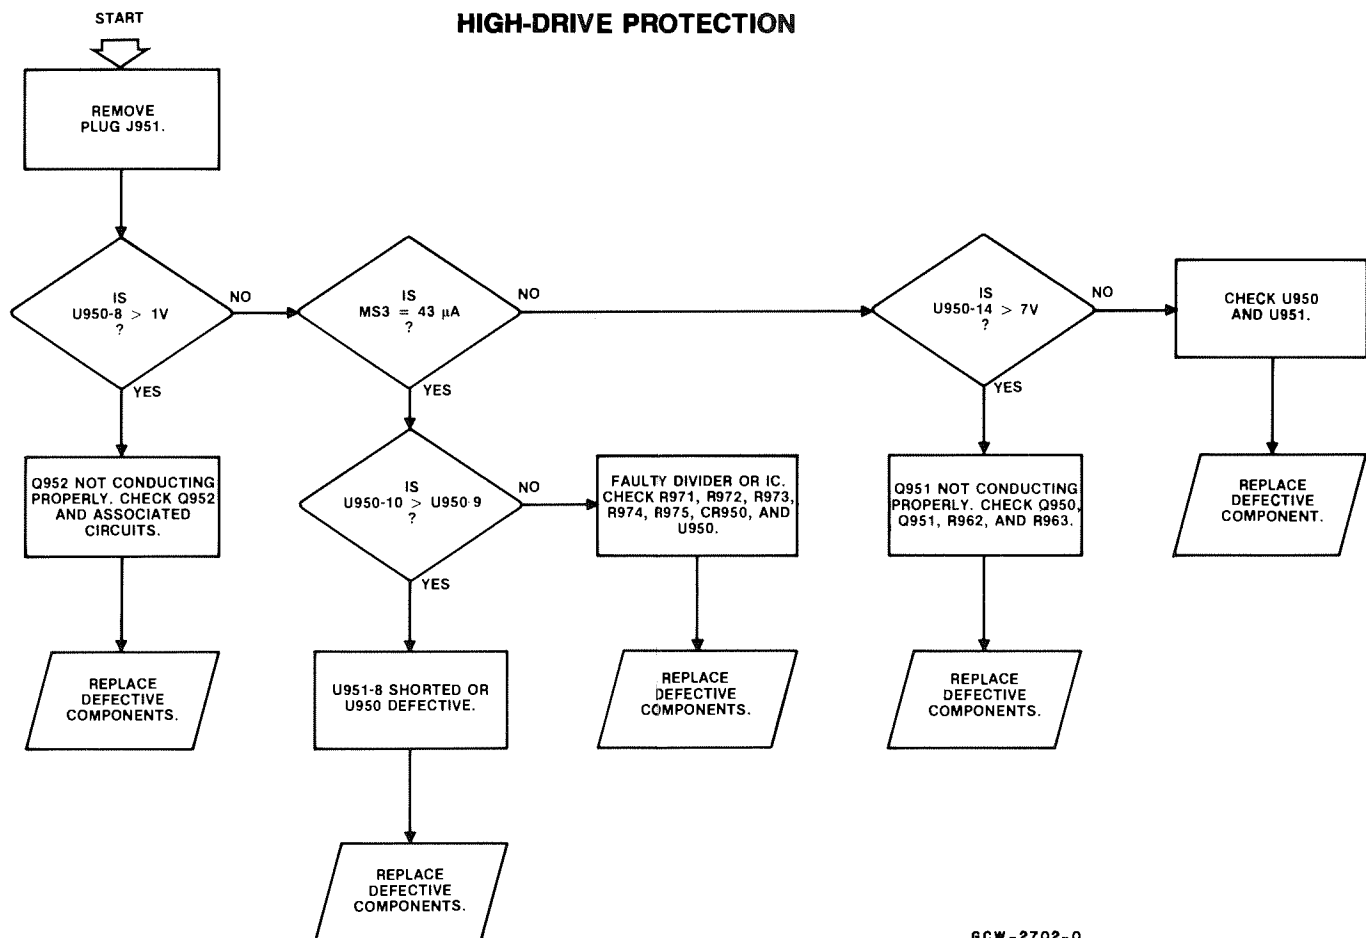 HIGH-DRIVE PROTECTION
START
REMOVE
PLUG J951.
IS
U950-8 > 1V
?
NO
YES
IS
MS3 = 43 µA
?
NO
YES
IS
U950-14 > 7V
?
NO
YES
CHECK U950
AND U951.
Q952 NOT CONDUCTING
PROPERLY. CHECK Q952
AND ASSOCIATED
CIRCUITS.
IS
U950-10 > U950-9
?
NO
YES
FAULTY DIVIDER OR IC.
CHECK R971, R972, R973,
R974, R975, CR950, AND
U950.
Q951 NOT CONDUCTING
PROPERLY. CHECK Q950,
Q951, R962, AND R963.
REPLACE
DEFECTIVE
COMPONENT.
REPLACE
DEFECTIVE
COMPONENTS.
U951-8 SHORTED OR
U950 DEFECTIVE.
REPLACE
DEFECTIVE
COMPONENTS.
REPLACE
DEFECTIVE
COMPONENTS.
REPLACE
DEFECTIVE
COMPONENTS.
GCW-2702-0